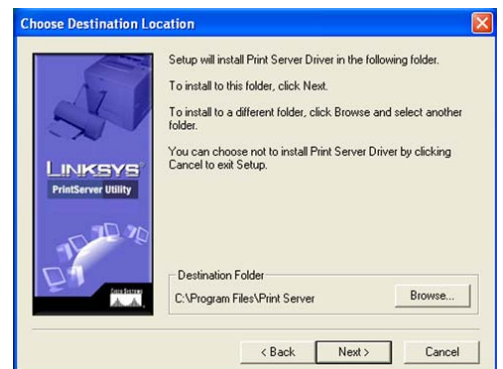 Choose Destination Location
Setup will install Print Server Driver in the following folder.
To install to this folder, click Next.
To install to a different folder, click Browse and select another
folder.
You can choose not to install Print Server Driver by clicking
Cancel to exit Setup.
LINKSYS®
PrintServer Utility
CISCO SYSTEMS
Destination Folder
C:\Program Files\Print Server
Browse...
< Back
Next >
Cancel